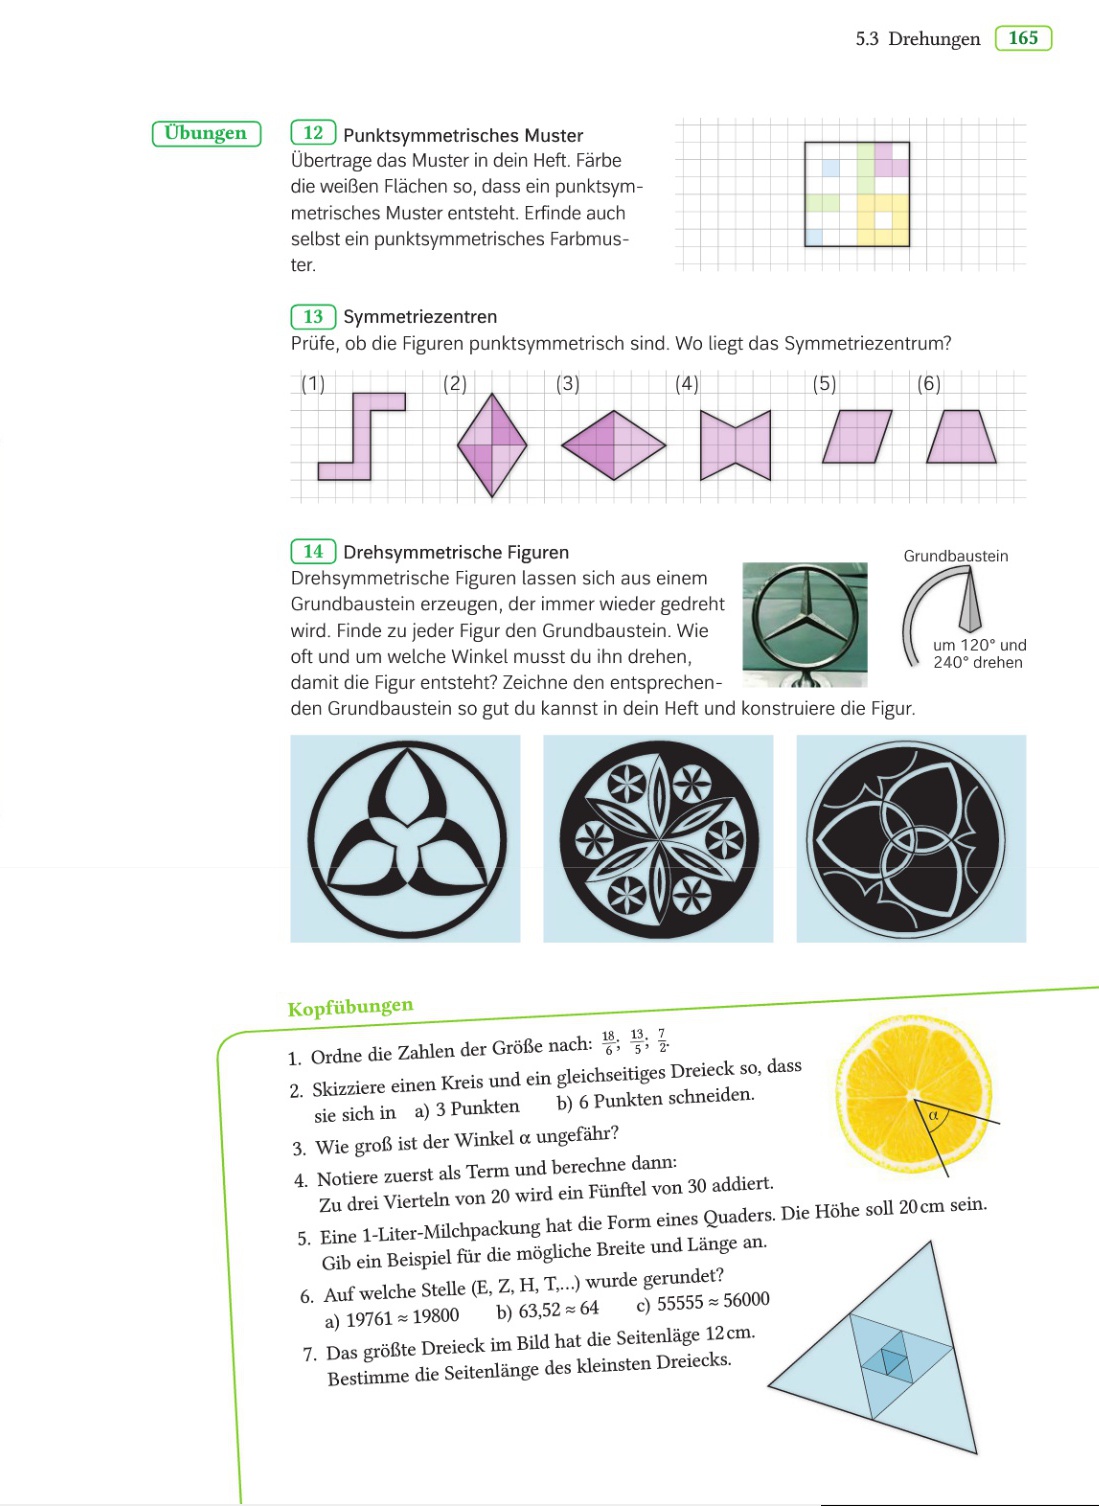 5.3 Drehungen 165
Übungen
12 Punktsymmetrisches Muster
Übertrage das Muster in dein Heft. Färbe
die weißen Flächen so, dass ein punktsym-
metrisches Muster entsteht. Erfinde auch
selbst ein punktsymmetrisches Farbmus-
ter.
13 Symmetriezentren
Prüfe, ob die Figuren punktsymmetrisch sind. Wo liegt das Symmetriezentrum?
(1) (2) (3) (4) (5) (6)
14 Drehsymmetrische Figuren
Drehsymmetrische Figuren lassen sich aus einem
Grundbaustein erzeugen, der immer wieder gedreht
wird. Finde zu jeder Figur den Grundbaustein. Wie
oft und um welche Winkel musst du ihn drehen,
damit die Figur entsteht? Zeichne den entsprechen-
den Grundbaustein so gut du kannst in dein Heft und konstruiere die Figur.
Grundbaustein
um 120° und
240° drehen
Kopfübungen
1. Ordne die Zahlen der Größe nach: 18/6; 13/5; 7/2.
2. Skizziere einen Kreis und ein gleichseitiges Dreieck so, dass
sie sich in a) 3 Punkten b) 6 Punkten schneiden.
3. Wie groß ist der Winkel α ungefähr?
4. Notiere zuerst als Term und berechne dann:
Zu drei Vierteln von 20 wird ein Fünftel von 30 addiert.
5. Eine 1-Liter-Milchpackung hat die Form eines Quaders. Die Höhe soll 20 cm sein.
Gib ein Beispiel für die mögliche Breite und Länge an.
6. Auf welche Stelle (E, Z, H, T,...) wurde gerundet?
a) 19761 ≈ 19800 b) 63,52 ≈ 64 c) 55555 ≈ 56000
7. Das größte Dreieck im Bild hat die Seitenläge 12 cm.
Bestimme die Seitenlänge des kleinsten Dreiecks.
α